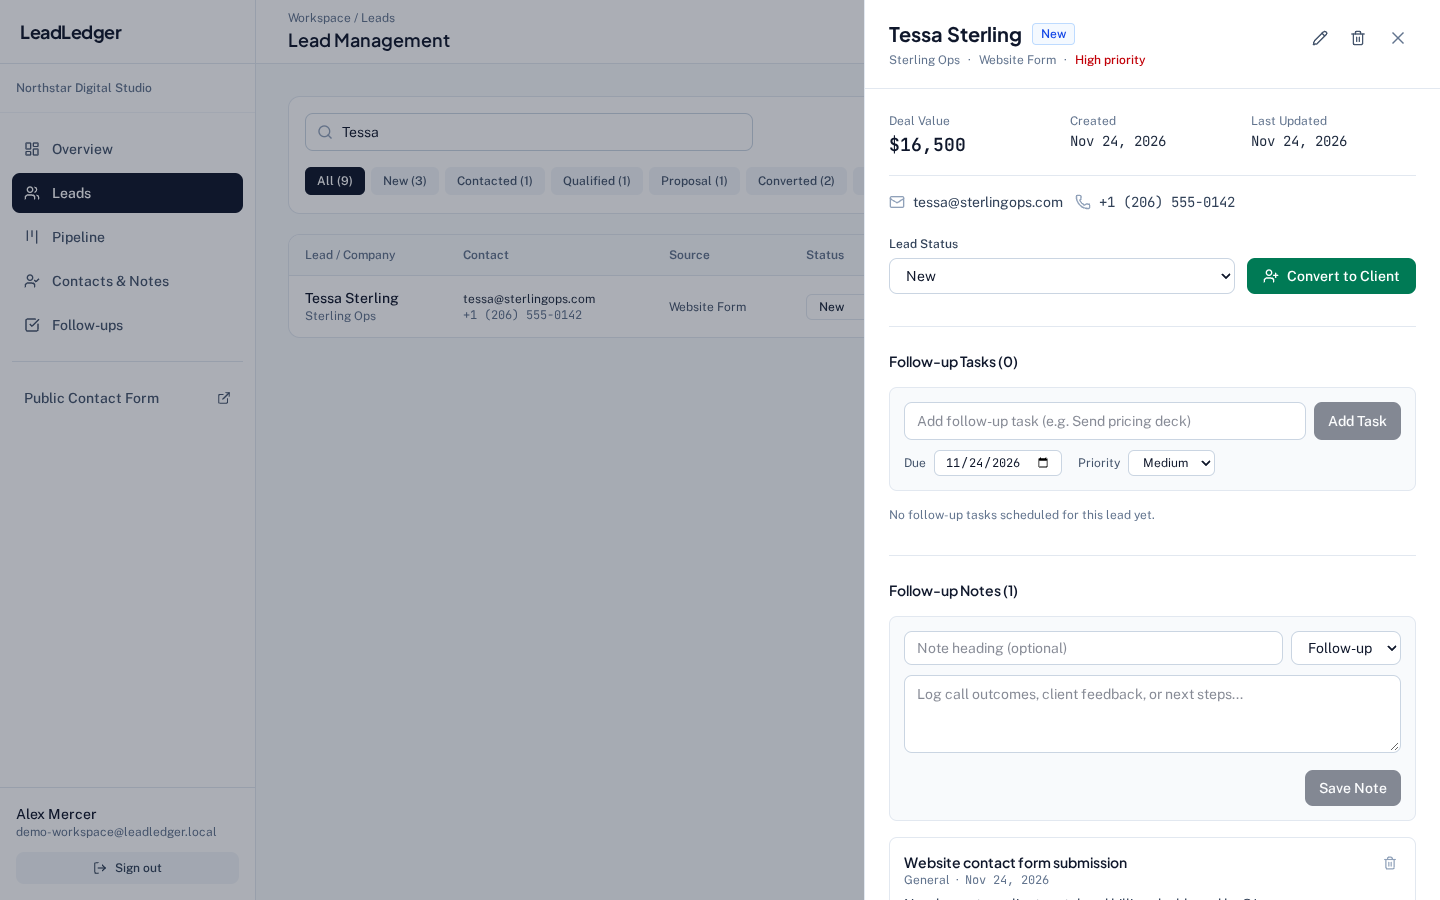 LeadLedger
Northstar Digital Studio
Overview
Leads
Pipeline
Contacts & Notes
Follow-ups
Public Contact Form
Alex Mercer
demo-workspace@leadledger.local
Sign out
Workspace / Leads
Lead Management
Tessa
All (9) New (3) Contacted (1) Qualified (1) Proposal (1) Converted (2)
Lead / Company Contact Source Status
Tessa Sterling tessa@sterlingops.com Website Form New
Sterling Ops +1 (206) 555-0142
Tessa Sterling New
Sterling Ops · Website Form · High priority
Deal Value Created Last Updated
$16,500 Nov 24, 2026 Nov 24, 2026
tessa@sterlingops.com +1 (206) 555-0142
Lead Status
New Convert to Client
Follow-up Tasks (0)
Add follow-up task (e.g. Send pricing deck) Add Task
Due 11/24/2026 Priority Medium
No follow-up tasks scheduled for this lead yet.
Follow-up Notes (1)
Note heading (optional) Follow-up
Log call outcomes, client feedback, or next steps...
Save Note
Website contact form submission
General · Nov 24, 2026